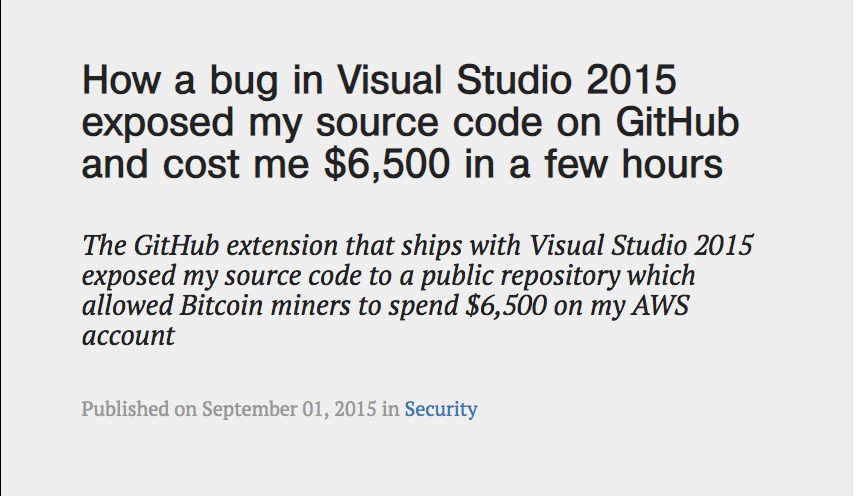 How a bug in Visual Studio 2015
exposed my source code on GitHub
and cost me $6,500 in a few hours
The GitHub extension that ships with Visual Studio 2015
exposed my source code to a public repository which
allowed Bitcoin miners to spend $6,500 on my AWS
account
Published on September 01, 2015 in Security